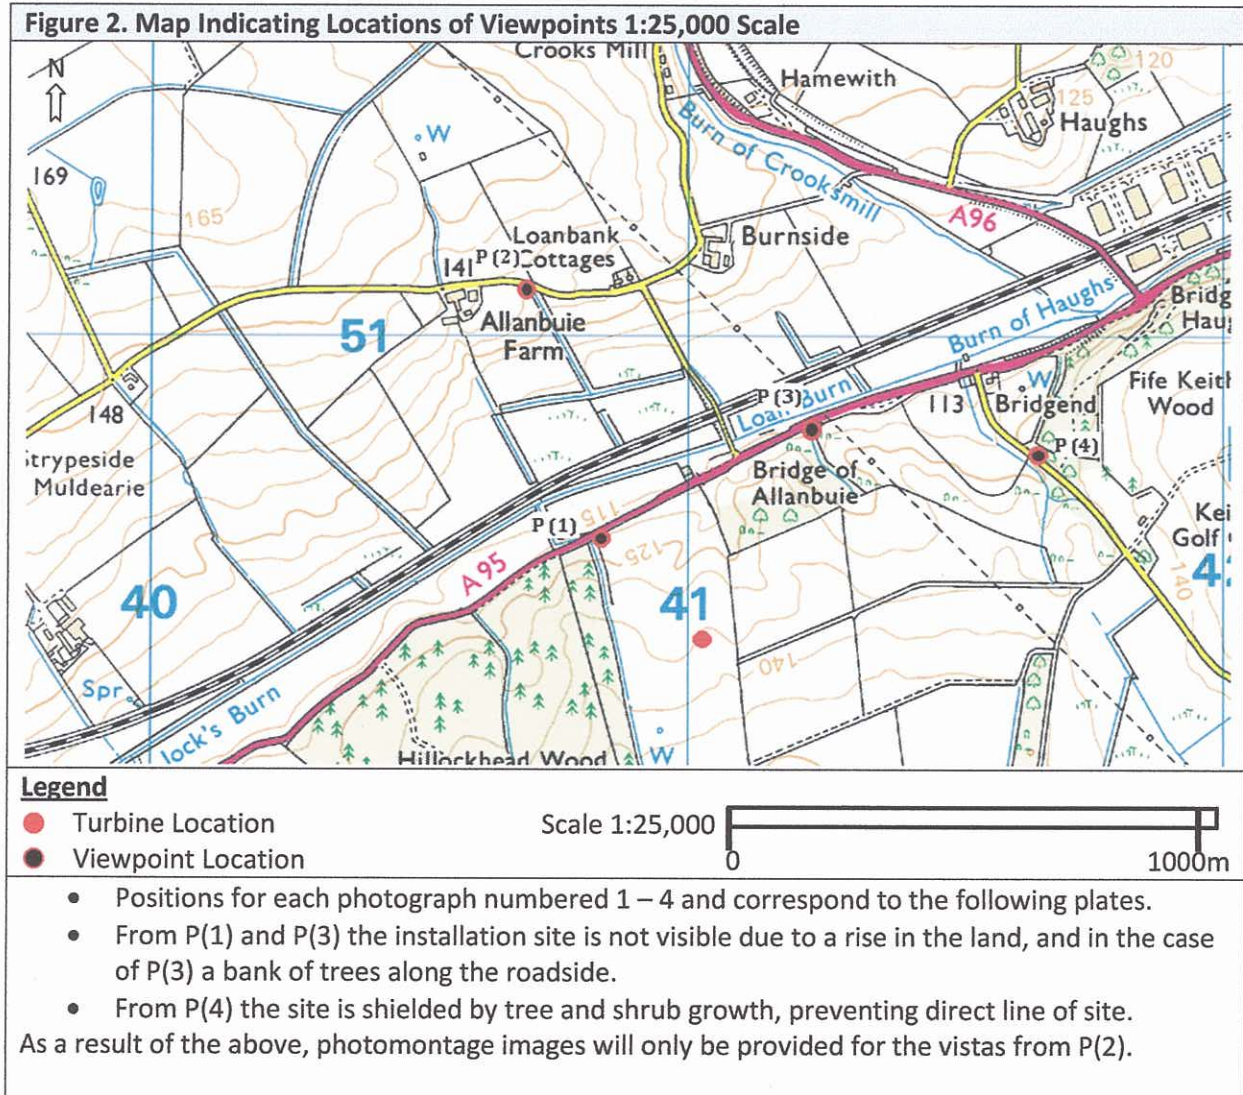 Figure 2. Map Indicating Locations of Viewpoints 1:25,000 Scale
N
Crooks Mill
Hamewith
120
125
Haughs
W
Burn of Crooksmill
169
165
A96
Loanbank
Cottages
P(2)
141
Burnside
Allanbuie
Farm
51
Burn of Haughs
Bridg
Hau
148
P(3)
Loan Burn
113
W
Bridgend
Fife Keith
Wood
Strypeside
Muldearie
P(4)
Bridge of
Allanbuie
P(1)
115
125
Kei
Golf
A95
40
41
140
4
140
Spr
lock's Burn
Hillockhead Wood
W
Legend
Turbine Location
Viewpoint Location
Scale 1:25,000
0
1000m
• Positions for each photograph numbered 1 – 4 and correspond to the following plates.
• From P(1) and P(3) the installation site is not visible due to a rise in the land, and in the case
of P(3) a bank of trees along the roadside.
• From P(4) the site is shielded by tree and shrub growth, preventing direct line of site.
As a result of the above, photomontage images will only be provided for the vistas from P(2).